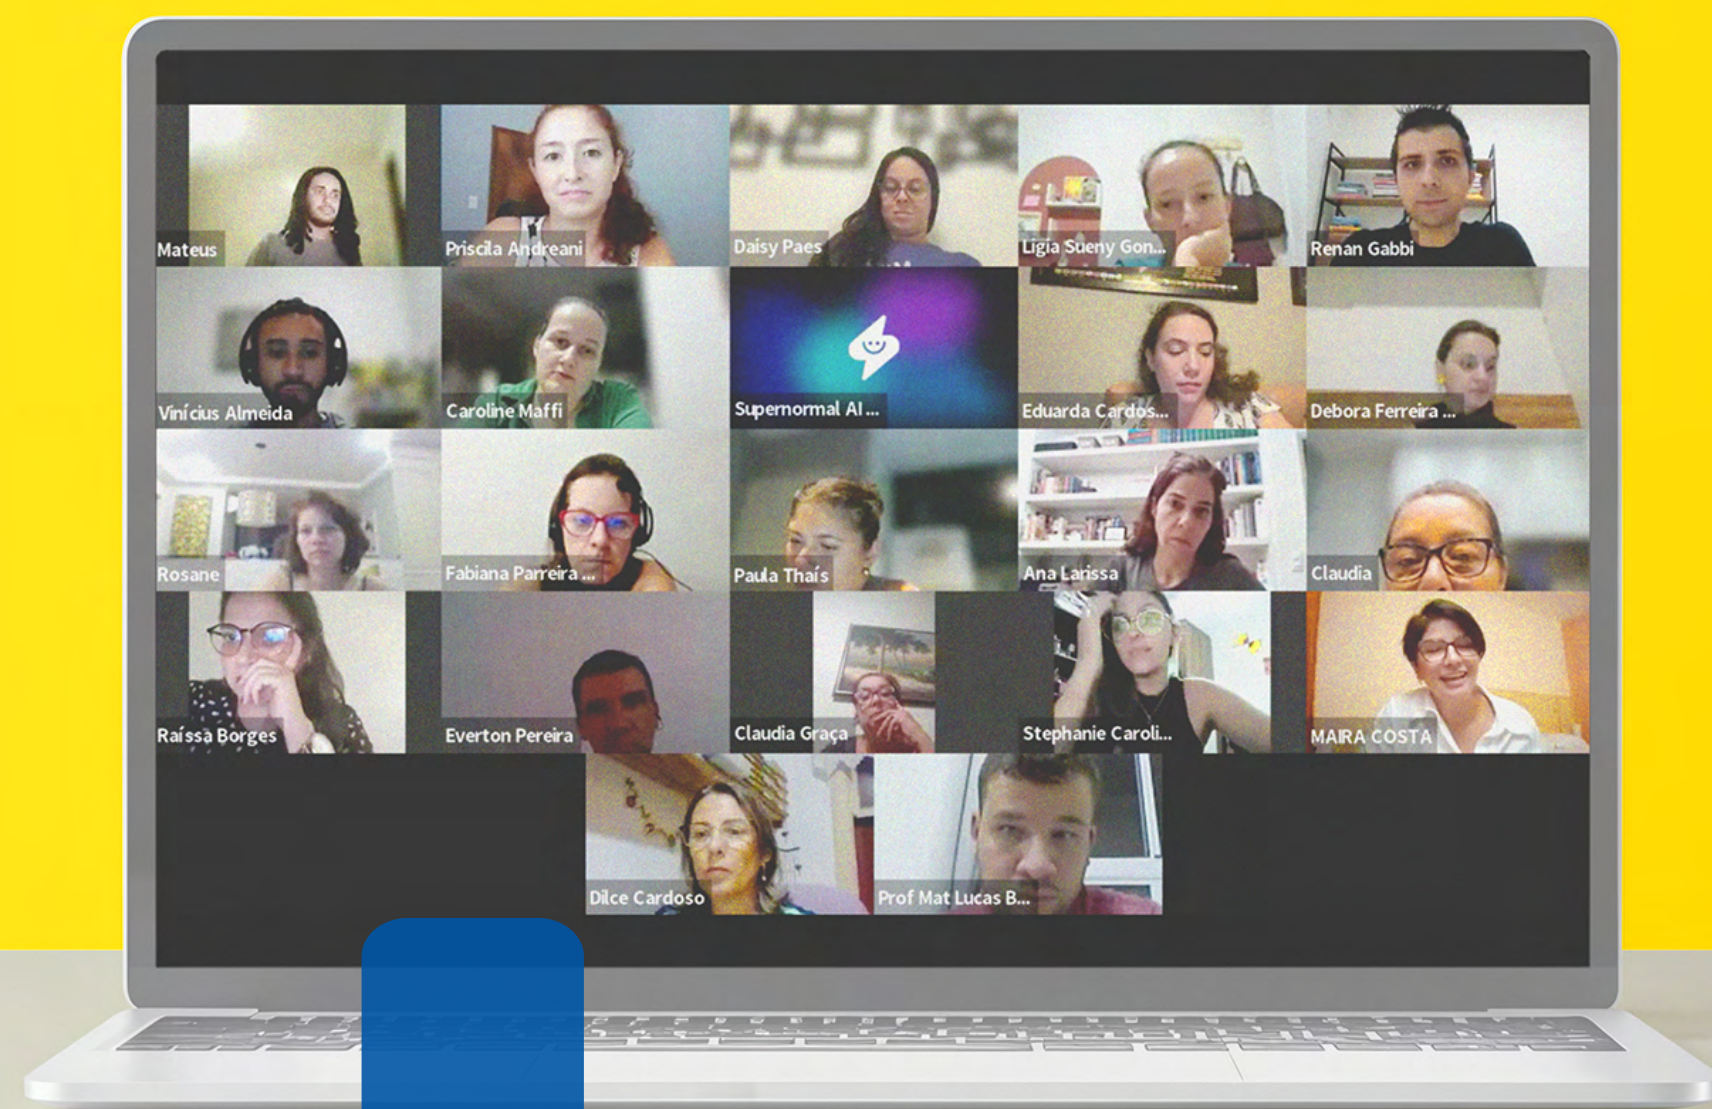 Mateus
Priscila Andreani
Daisy Paes
Ligia Sueny Gon...
Renan Gabbi
Vinícius Almeida
Caroline Maffi
Supernormal AI ...
Eduarda Cardos...
Debora Ferreira ...
Rosane
Fabiana Parreira ...
Paula Thaís
Ana Larissa
Claudia
Raíssa Borges
Everton Pereira
Claudia Graça
Stephanie Caroli...
MAIRA COSTA
Dilce Cardoso
Prof Mat Lucas B...